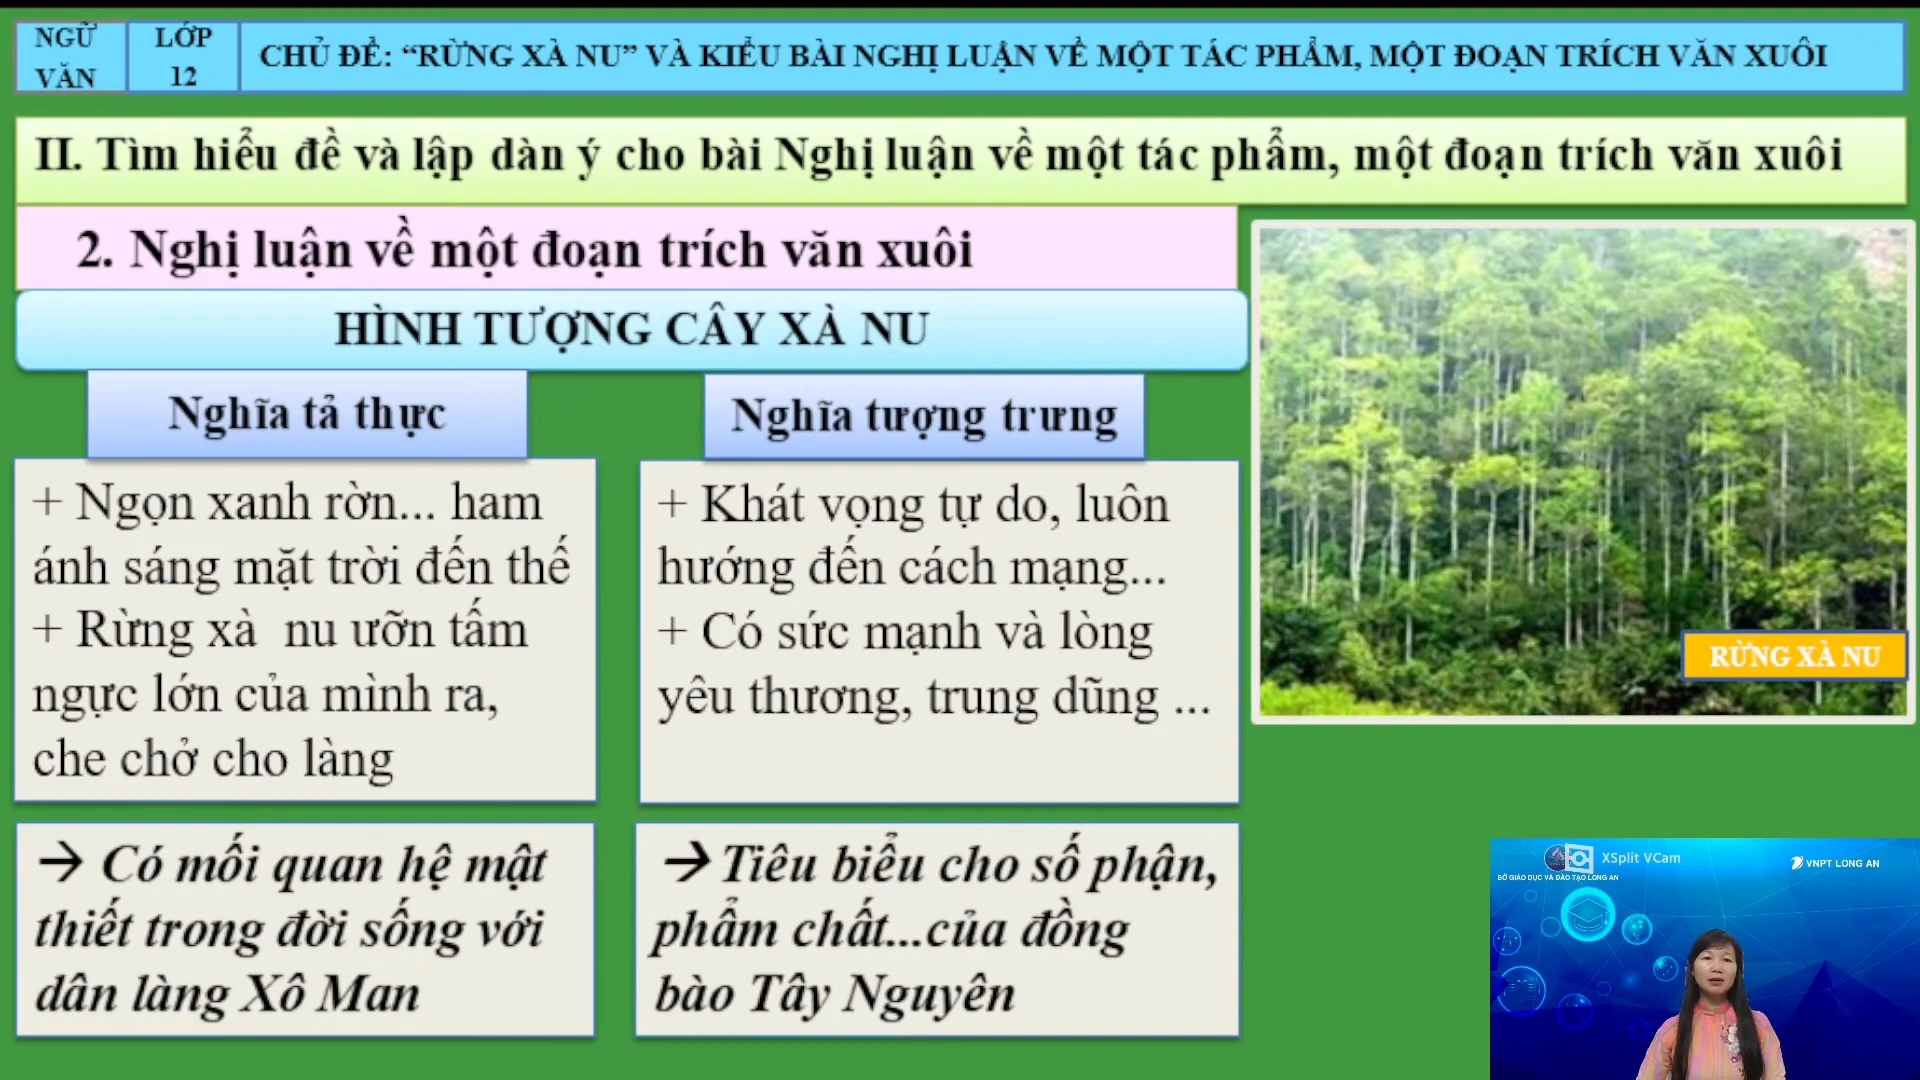 NGỮ VĂN
LỚP 12
CHỦ ĐỀ: “RỪNG XÀ NU” VÀ KIỂU BÀI NGHỊ LUẬN VỀ MỘT TÁC PHẨM, MỘT ĐOẠN TRÍCH VĂN XUÔI
II. Tìm hiểu đề và lập dàn ý cho bài Nghị luận về một tác phẩm, một đoạn trích văn xuôi
2. Nghị luận về một đoạn trích văn xuôi
HÌNH TƯỢNG CÂY XÀ NU
Nghĩa tả thực
+ Ngọn xanh rờn... ham
ánh sáng mặt trời đến thế
+ Rừng xà nu ưỡn tấm
ngực lớn của mình ra,
che chở cho làng
→ Có mối quan hệ mật
thiết trong đời sống với
dân làng Xô Man
Nghĩa tượng trưng
+ Khát vọng tự do, luôn
hướng đến cách mạng...
+ Có sức mạnh và lòng
yêu thương, trung dũng ...
→ Tiêu biểu cho số phận,
phẩm chất...của đồng
bào Tây Nguyên
RỪNG XÀ NU
XSplit VCam
VNPT LONG AN
SỞ GIÁO DỤC VÀ ĐÀO TẠO LONG AN